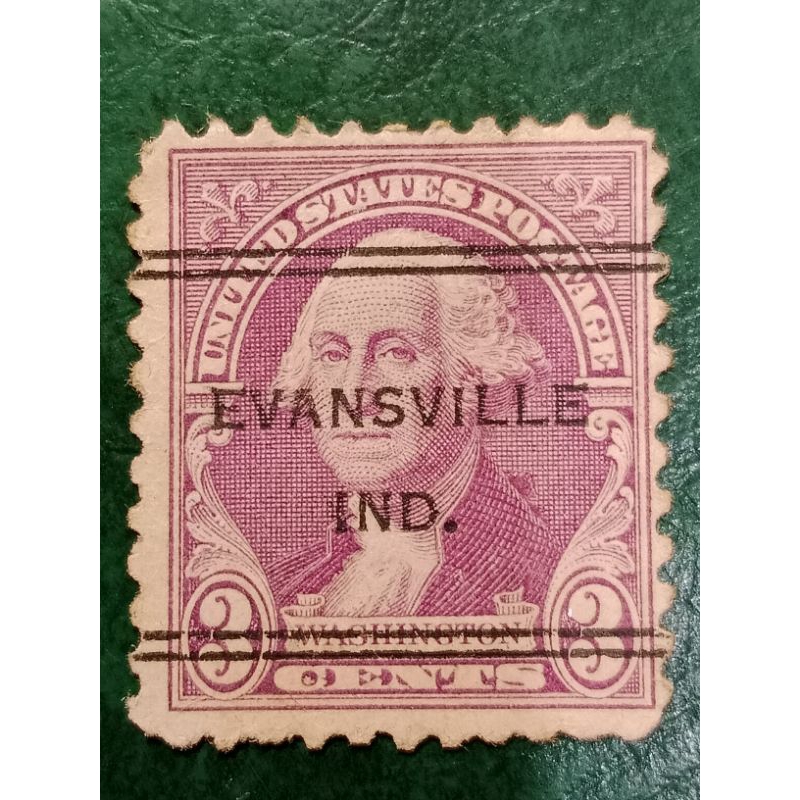 UNITED STATES POSTAGE
EVANSVILLE
IND.
3 3
WASHINGTON
CENTS